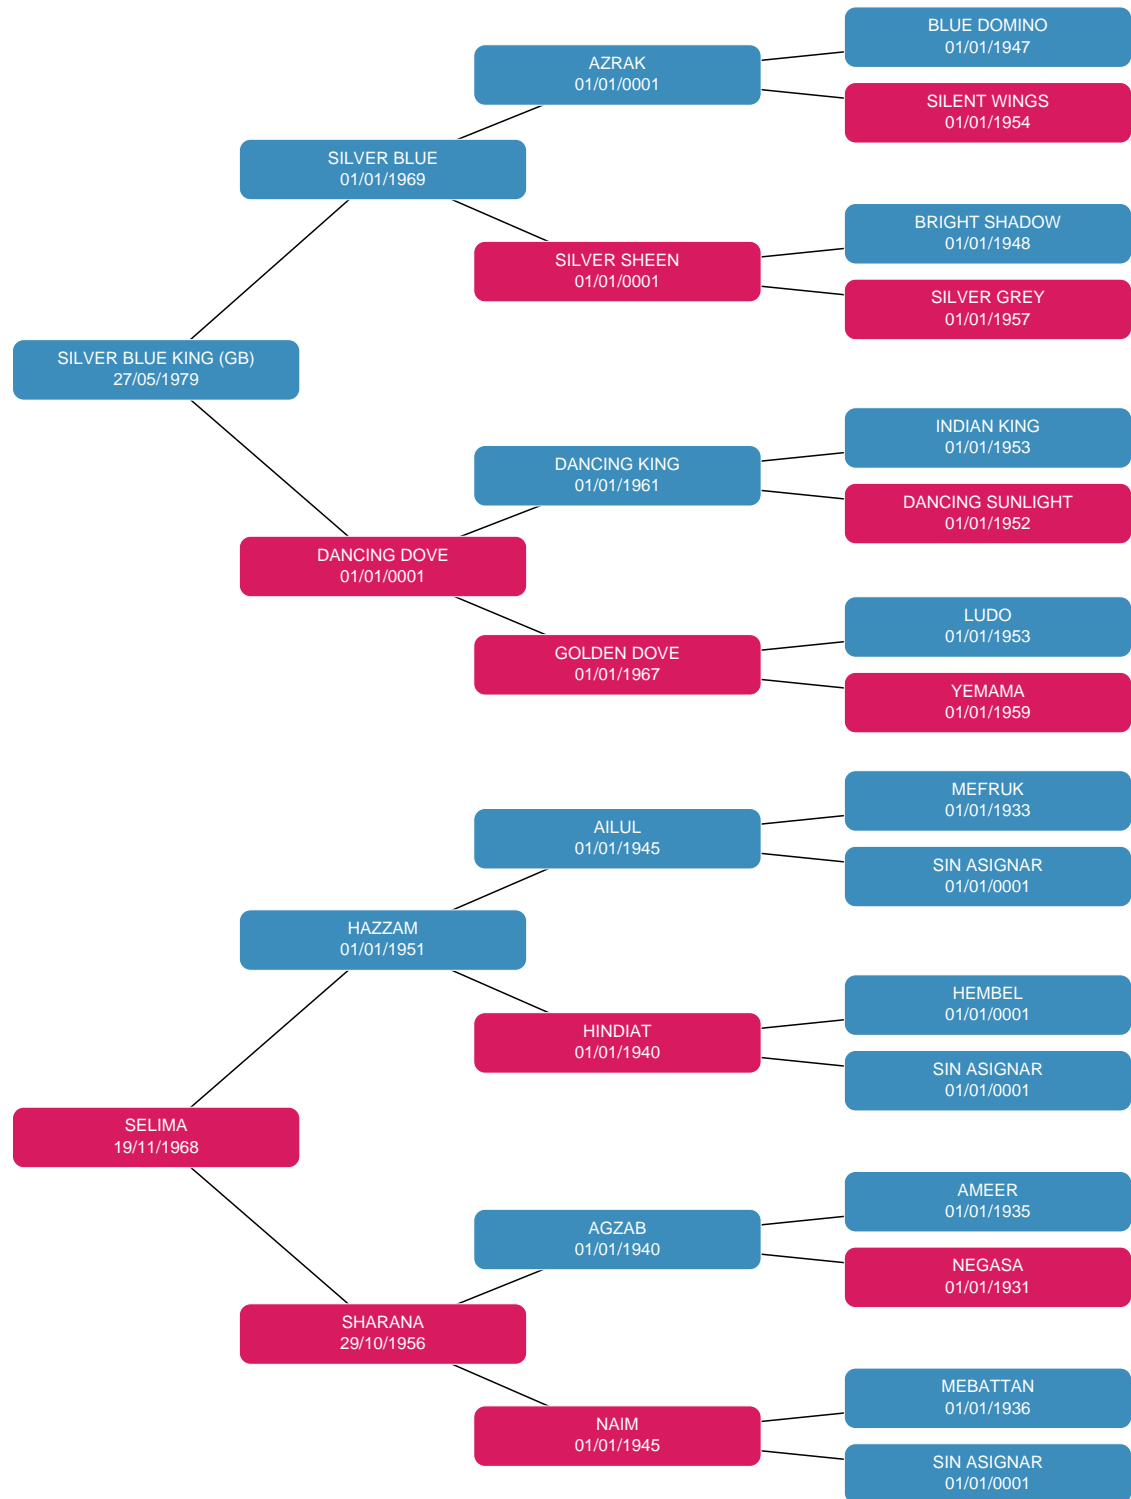 BLUE DOMINO
01/01/1947
AZRAK
01/01/0001
SILENT WINGS
01/01/1954
SILVER BLUE
01/01/1969
BRIGHT SHADOW
01/01/1948
SILVER SHEEN
01/01/0001
SILVER GREY
01/01/1957
SILVER BLUE KING (GB)
27/05/1979
INDIAN KING
01/01/1953
DANCING KING
01/01/1961
DANCING SUNLIGHT
01/01/1952
DANCING DOVE
01/01/0001
LUDO
01/01/1953
GOLDEN DOVE
01/01/1967
YEMAMA
01/01/1959
MEFRUK
01/01/1933
AILUL
01/01/1945
SIN ASIGNAR
01/01/0001
HAZZAM
01/01/1951
HEMBEL
01/01/0001
HINDIAT
01/01/1940
SIN ASIGNAR
01/01/0001
SELIMA
19/11/1968
AMEER
01/01/1935
AGZAB
01/01/1940
NEGASA
01/01/1931
SHARANA
29/10/1956
MEBATTAN
01/01/1936
NAIM
01/01/1945
SIN ASIGNAR
01/01/0001